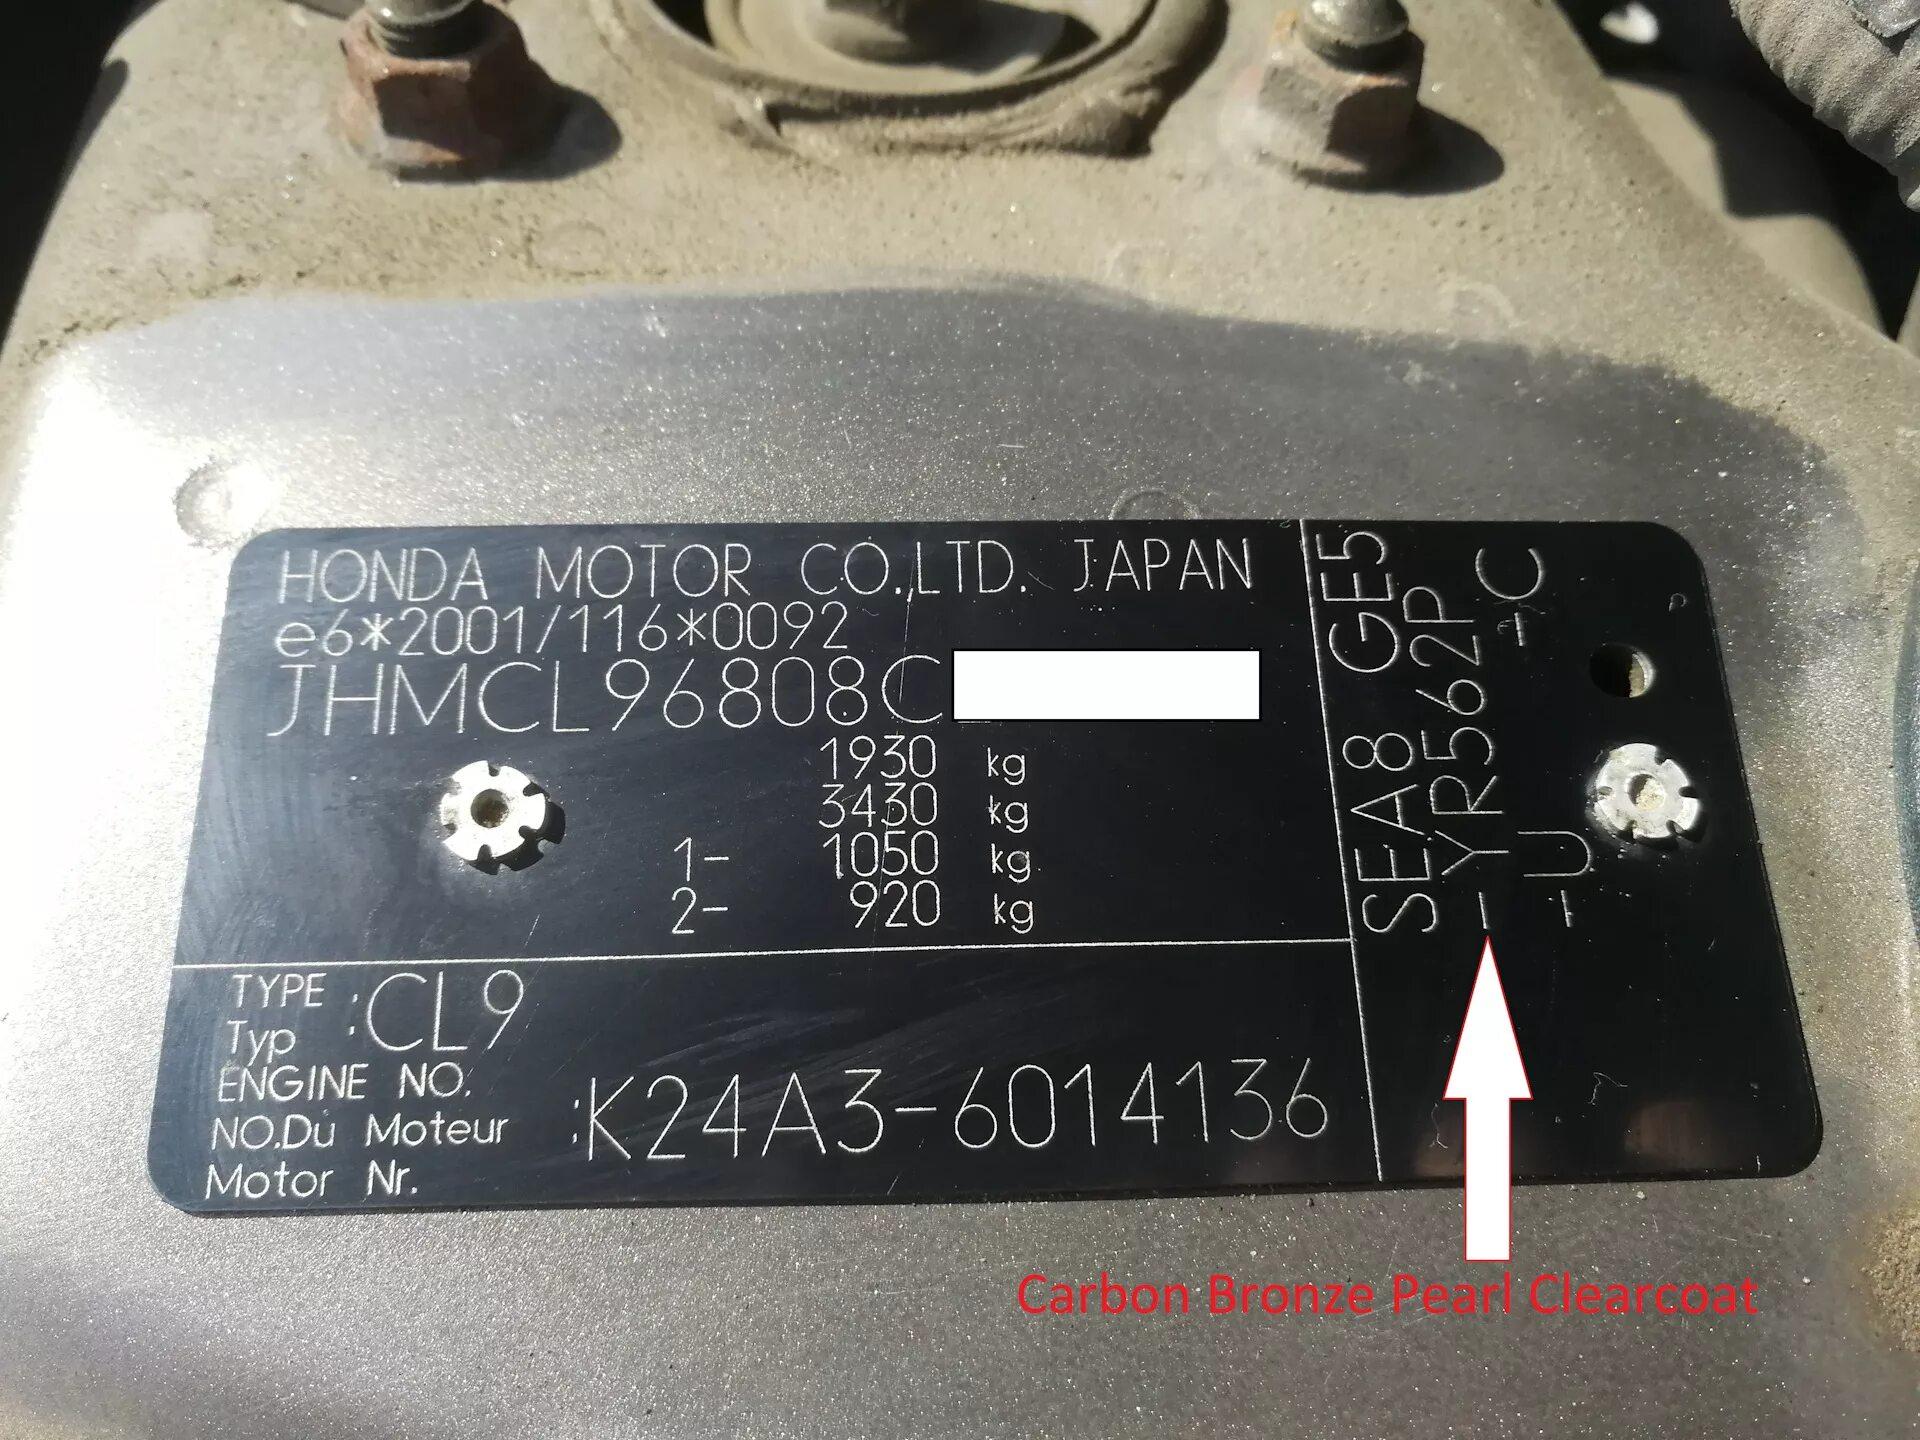 HONDA MOTOR CO.,LTD. JAPAN
e6*2001/116*0092
JHMCL96808C
1930 kg
3430 kg
1- 1050 kg
2- 920 kg
TYPE
Typ :CL9
ENGINE NO.
NO.Du Moteur :K24A3-6014136
Motor Nr.
SEA8 GE5
-YR562P -C
-U
Carbon Bronze Pearl Clearcoat